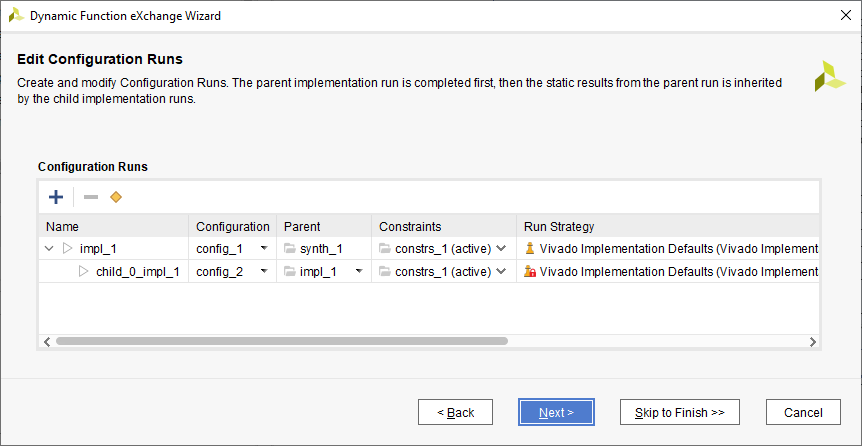 Dynamic Function eXchange Wizard
Edit Configuration Runs
Create and modify Configuration Runs. The parent implementation run is completed first, then the static results from the parent run is inherited
by the child implementation runs.
Configuration Runs
Name Configuration Parent Constraints Run Strategy
impl_1 config_1 synth_1 constrs_1 (active) Vivado Implementation Defaults (Vivado Implement
child_0_impl_1 config_2 impl_1 constrs_1 (active) Vivado Implementation Defaults (Vivado Implement
< Back Next > Skip to Finish >> Cancel